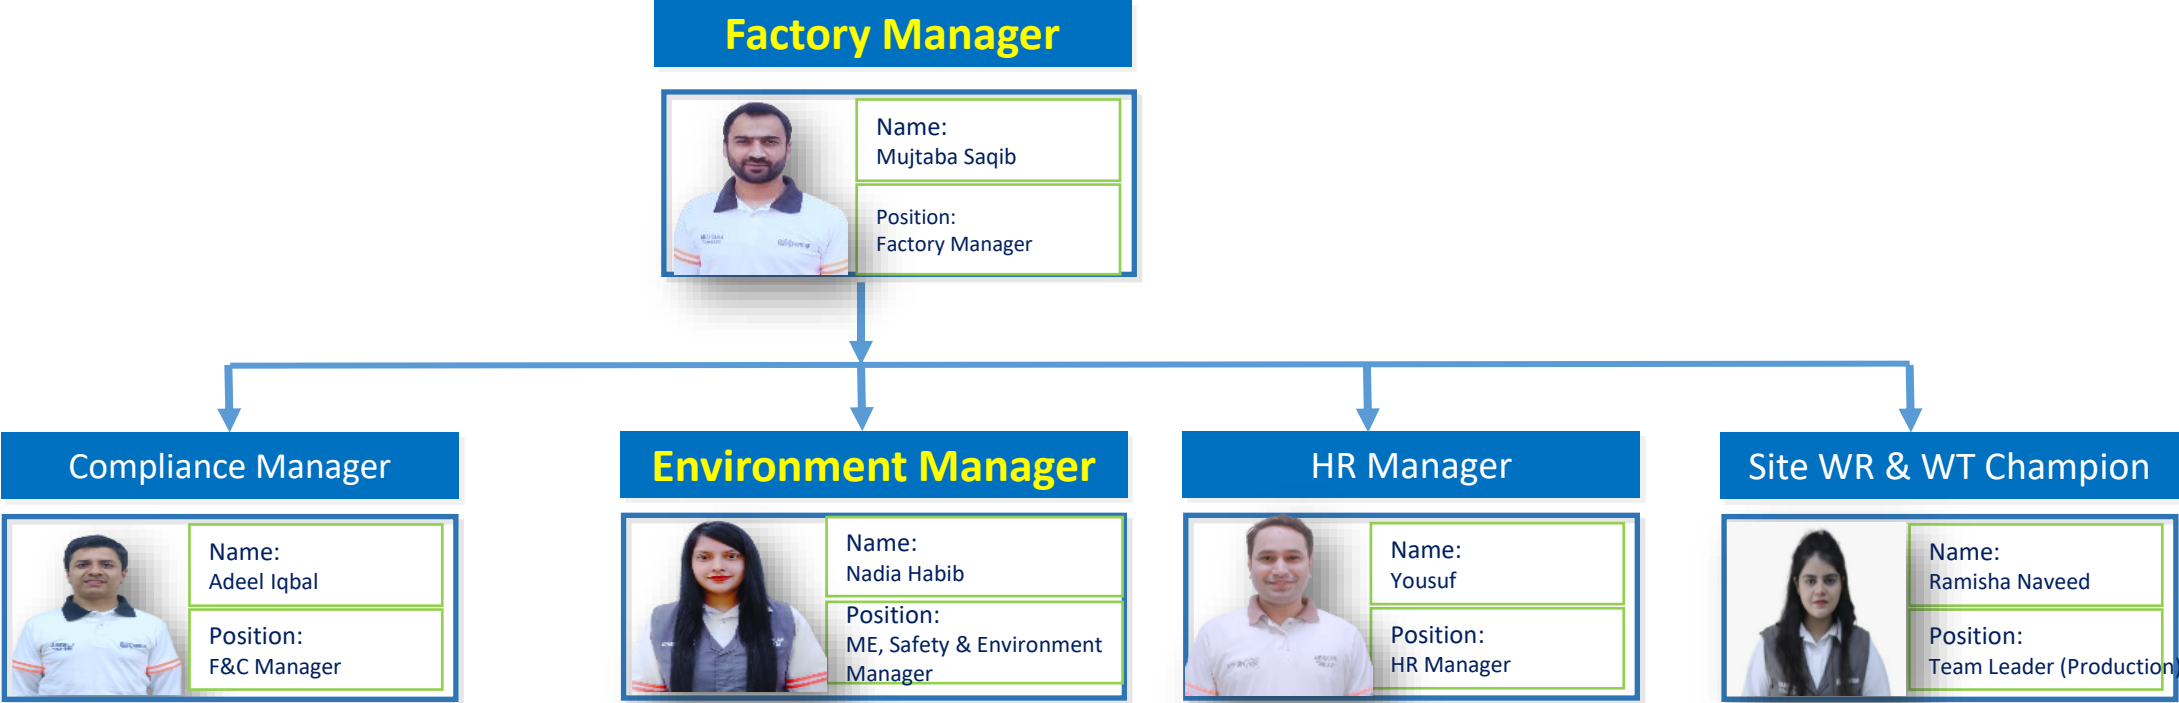 Factory Manager
Name:
Mujtaba Saqib
Position:
Factory Manager
Compliance Manager
Environment Manager
HR Manager
Site WR & WT Champion
Name:
Adeel Iqbal
Position:
F&C Manager
Name:
Nadia Habib
Position:
ME, Safety & Environment
Manager
Name:
Yousuf
Position:
HR Manager
Name:
Ramisha Naveed
Position:
Team Leader (Production)